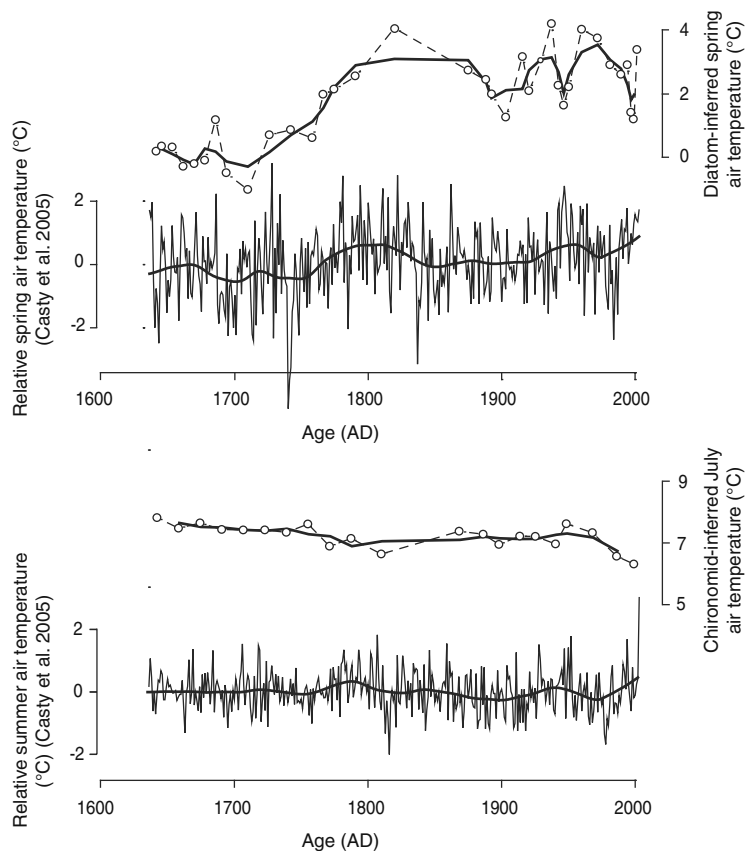 Relative spring air temperature (°C)
(Casty et al. 2005)
2
0
-2
4
2
0
Diatom-inferred spring
air temperature (°C)
1600
1700
1800
1900
2000
Age (AD)
Relative summer air temperature
(°C) (Casty et al. 2005)
2
0
-2
9
7
5
Chironomid-inferred July
air temperature (°C)
1600
1700
1800
1900
2000
Age (AD)